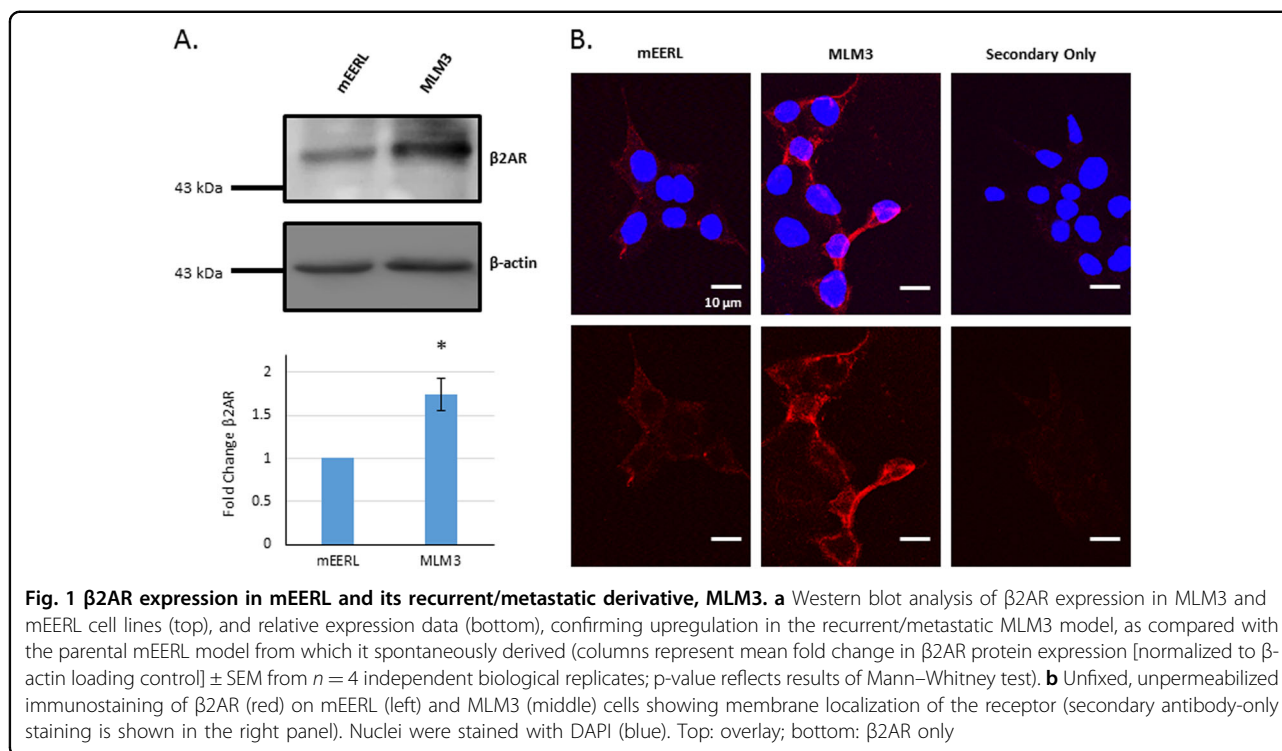 A.
mEERL
MLM3
β2AR
43 kDa
β-actin
43 kDa
*
Fold Change β2AR
2
1.5
1
0.5
0
mEERL
MLM3
B.
mEERL
MLM3
Secondary Only
10 µm
Fig. 1 β2AR expression in mEERL and its recurrent/metastatic derivative, MLM3. a Western blot analysis of β2AR expression in MLM3 and
mEERL cell lines (top), and relative expression data (bottom), confirming upregulation in the recurrent/metastatic MLM3 model, as compared with
the parental mEERL model from which it spontaneously derived (columns represent mean fold change in β2AR protein expression [normalized to β-
actin loading control] ± SEM from n = 4 independent biological replicates; p-value reflects results of Mann–Whitney test). b Unfixed, unpermeabilized
immunostaining of β2AR (red) on mEERL (left) and MLM3 (middle) cells showing membrane localization of the receptor (secondary antibody-only
staining is shown in the right panel). Nuclei were stained with DAPI (blue). Top: overlay; bottom: β2AR only